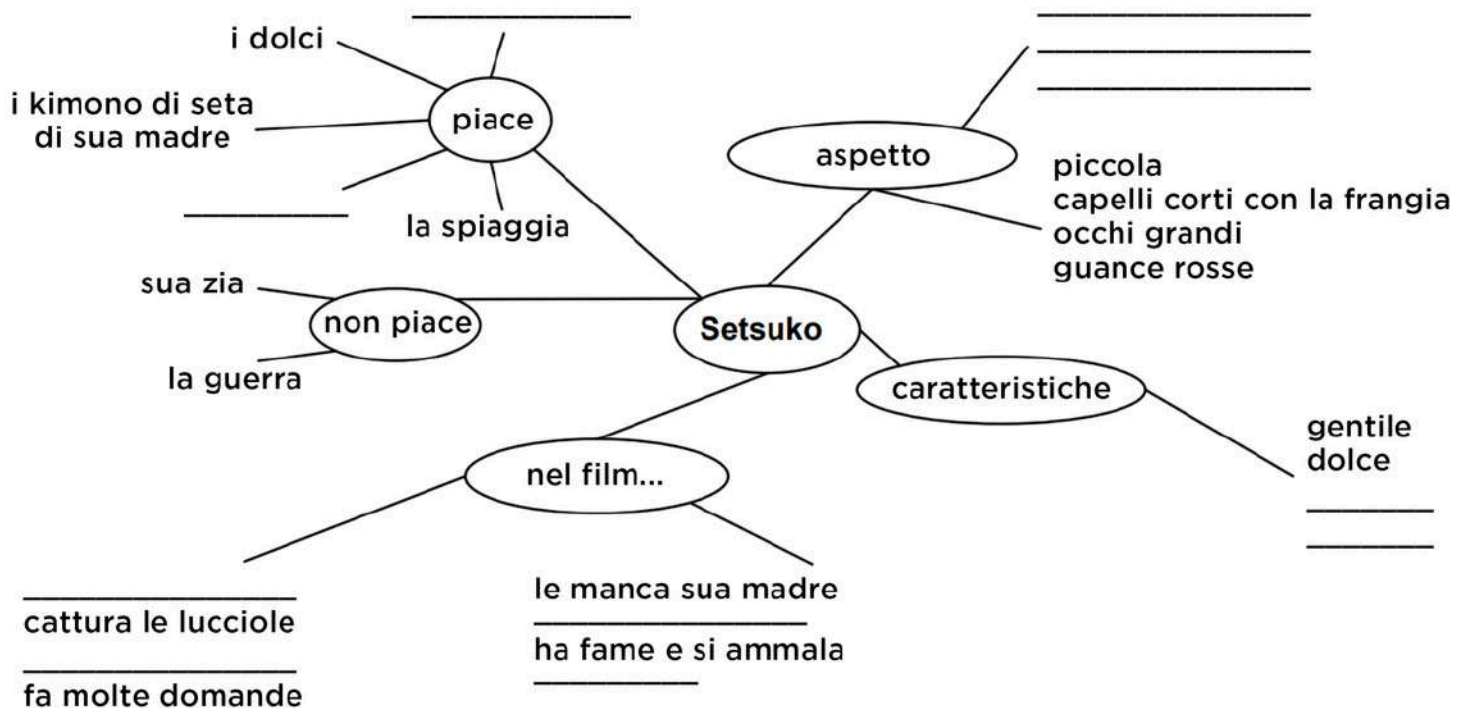 i dolci
i kimono di seta
di sua madre
piace
la spiaggia
aspetto
piccola
capelli corti con la frangia
occhi grandi
guance rosse
sua zia
non piace
la guerra
Setsuko
caratteristiche
gentile
dolce
nel film...
cattura le lucciole
fa molte domande
le manca sua madre
ha fame e si ammala